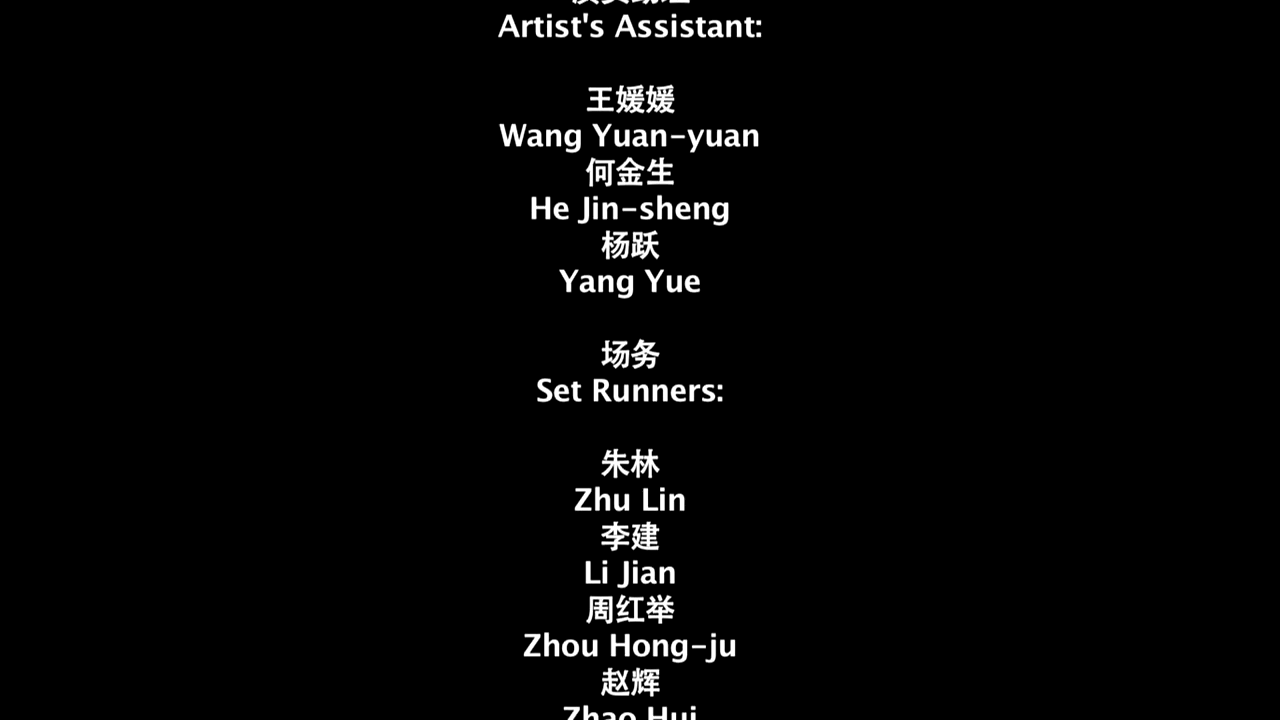 Artist's Assistant:
王媛媛
Wang Yuan-yuan
何金生
He Jin-sheng
杨跃
Yang Yue
场务
Set Runners:
朱林
Zhu Lin
李建
Li Jian
周红举
Zhou Hong-ju
赵辉
Zhao Hui